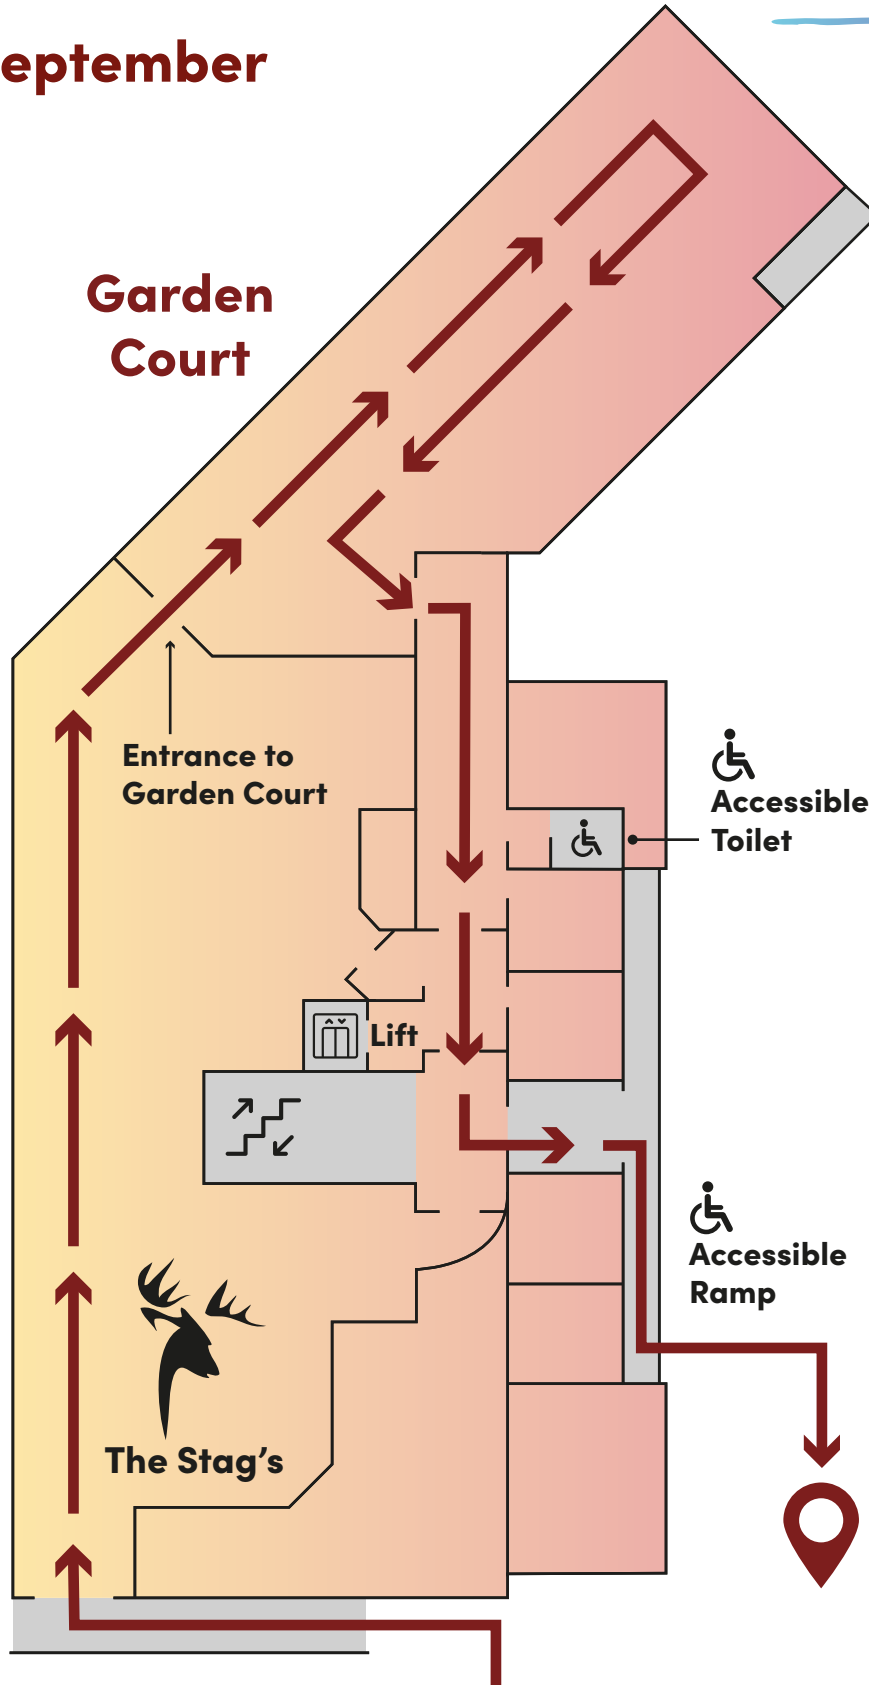 eptember
Garden
Court
Entrance to
Garden Court
Accessible
Toilet
Lift
Accessible
Ramp
The Stag's